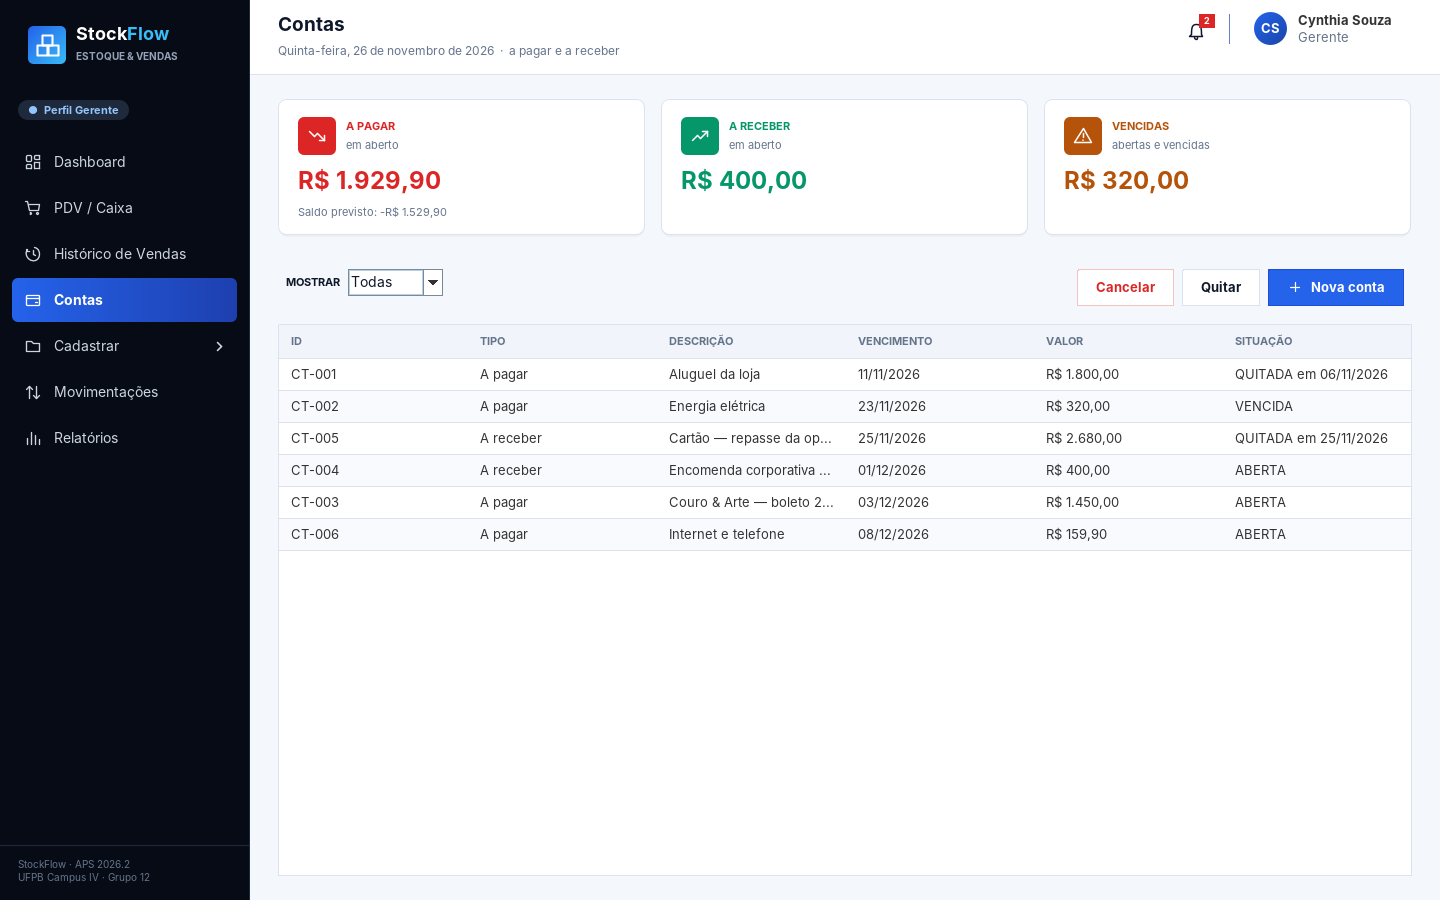 StockFlow
ESTOQUE & VENDAS
Perfil Gerente
Dashboard
PDV / Caixa
Histórico de Vendas
Contas
Cadastrar
Movimentações
Relatórios
StockFlow · APS 2026.2
UFPB Campus IV · Grupo 12
Contas
Quinta-feira, 26 de novembro de 2026 · a pagar e a receber
2
CS
Cynthia Souza
Gerente
A PAGAR
em aberto
R$ 1.929,90
Saldo previsto: -R$ 1.529,90
A RECEBER
em aberto
R$ 400,00
VENCIDAS
abertas e vencidas
R$ 320,00
MOSTRAR Todas
Cancelar Quitar + Nova conta
ID TIPO DESCRIÇÃO VENCIMENTO VALOR SITUAÇÃO
CT-001 A pagar Aluguel da loja 11/11/2026 R$ 1.800,00 QUITADA em 06/11/2026
CT-002 A pagar Energia elétrica 23/11/2026 R$ 320,00 VENCIDA
CT-005 A receber Cartão — repasse da op... 25/11/2026 R$ 2.680,00 QUITADA em 25/11/2026
CT-004 A receber Encomenda corporativa ... 01/12/2026 R$ 400,00 ABERTA
CT-003 A pagar Couro & Arte — boleto 2... 03/12/2026 R$ 1.450,00 ABERTA
CT-006 A pagar Internet e telefone 08/12/2026 R$ 159,90 ABERTA